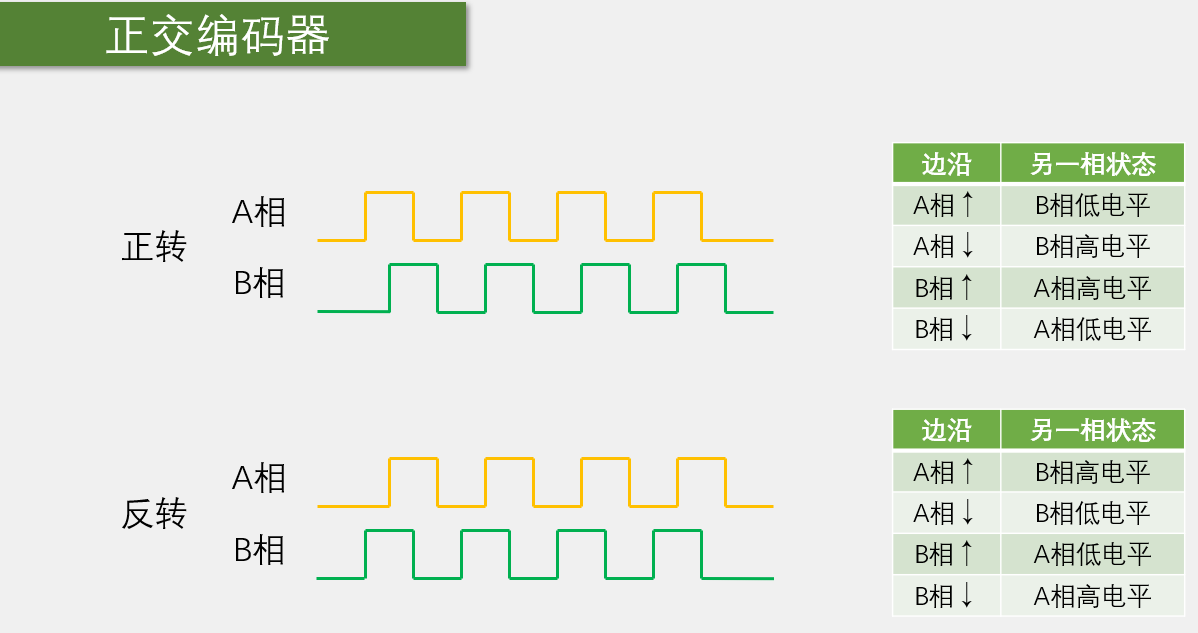 正交编码器
正转
A相
B相
边沿 另一相状态
A相↑ B相低电平
A相↓ B相高电平
B相↑ A相高电平
B相↓ A相低电平
反转
A相
B相
边沿 另一相状态
A相↑ B相高电平
A相↓ B相低电平
B相↑ A相低电平
B相↓ A相高电平